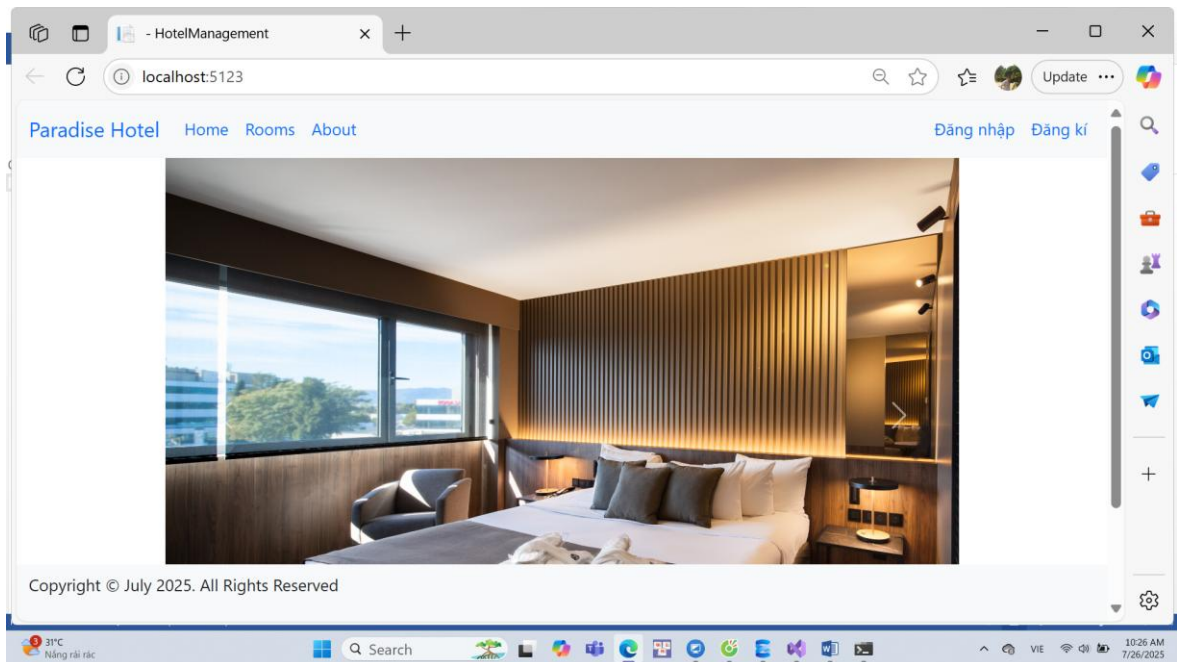 - HotelManagement
localhost:5123
Update
Paradise Hotel Home Rooms About Đăng nhập Đăng kí
Copyright © July 2025. All Rights Reserved
3
31°C
Nắng rải rác
Search
VIE
10:26 AM
7/26/2025